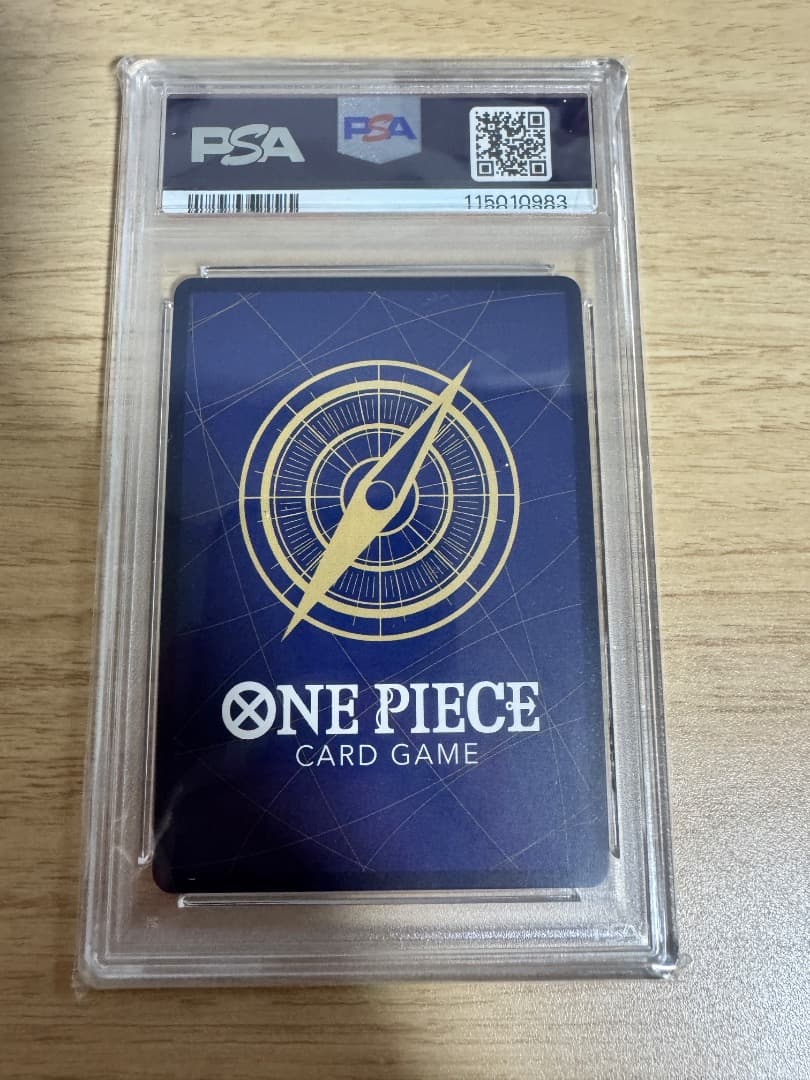 PSA
PSA
115010983
ONE PIECE
CARD GAME